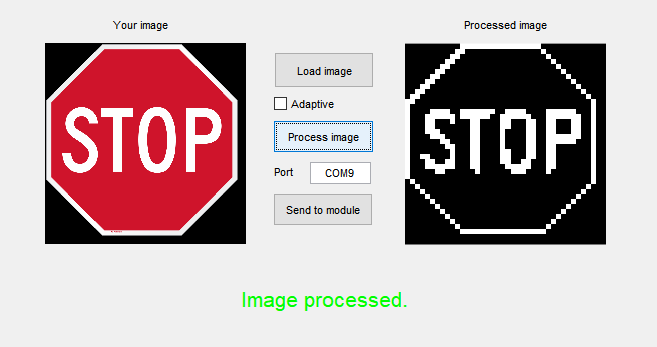 Your image
Processed image
STOP
Load image
Adaptive
Process image
Port
COM9
Send to module
STOP
Image processed.